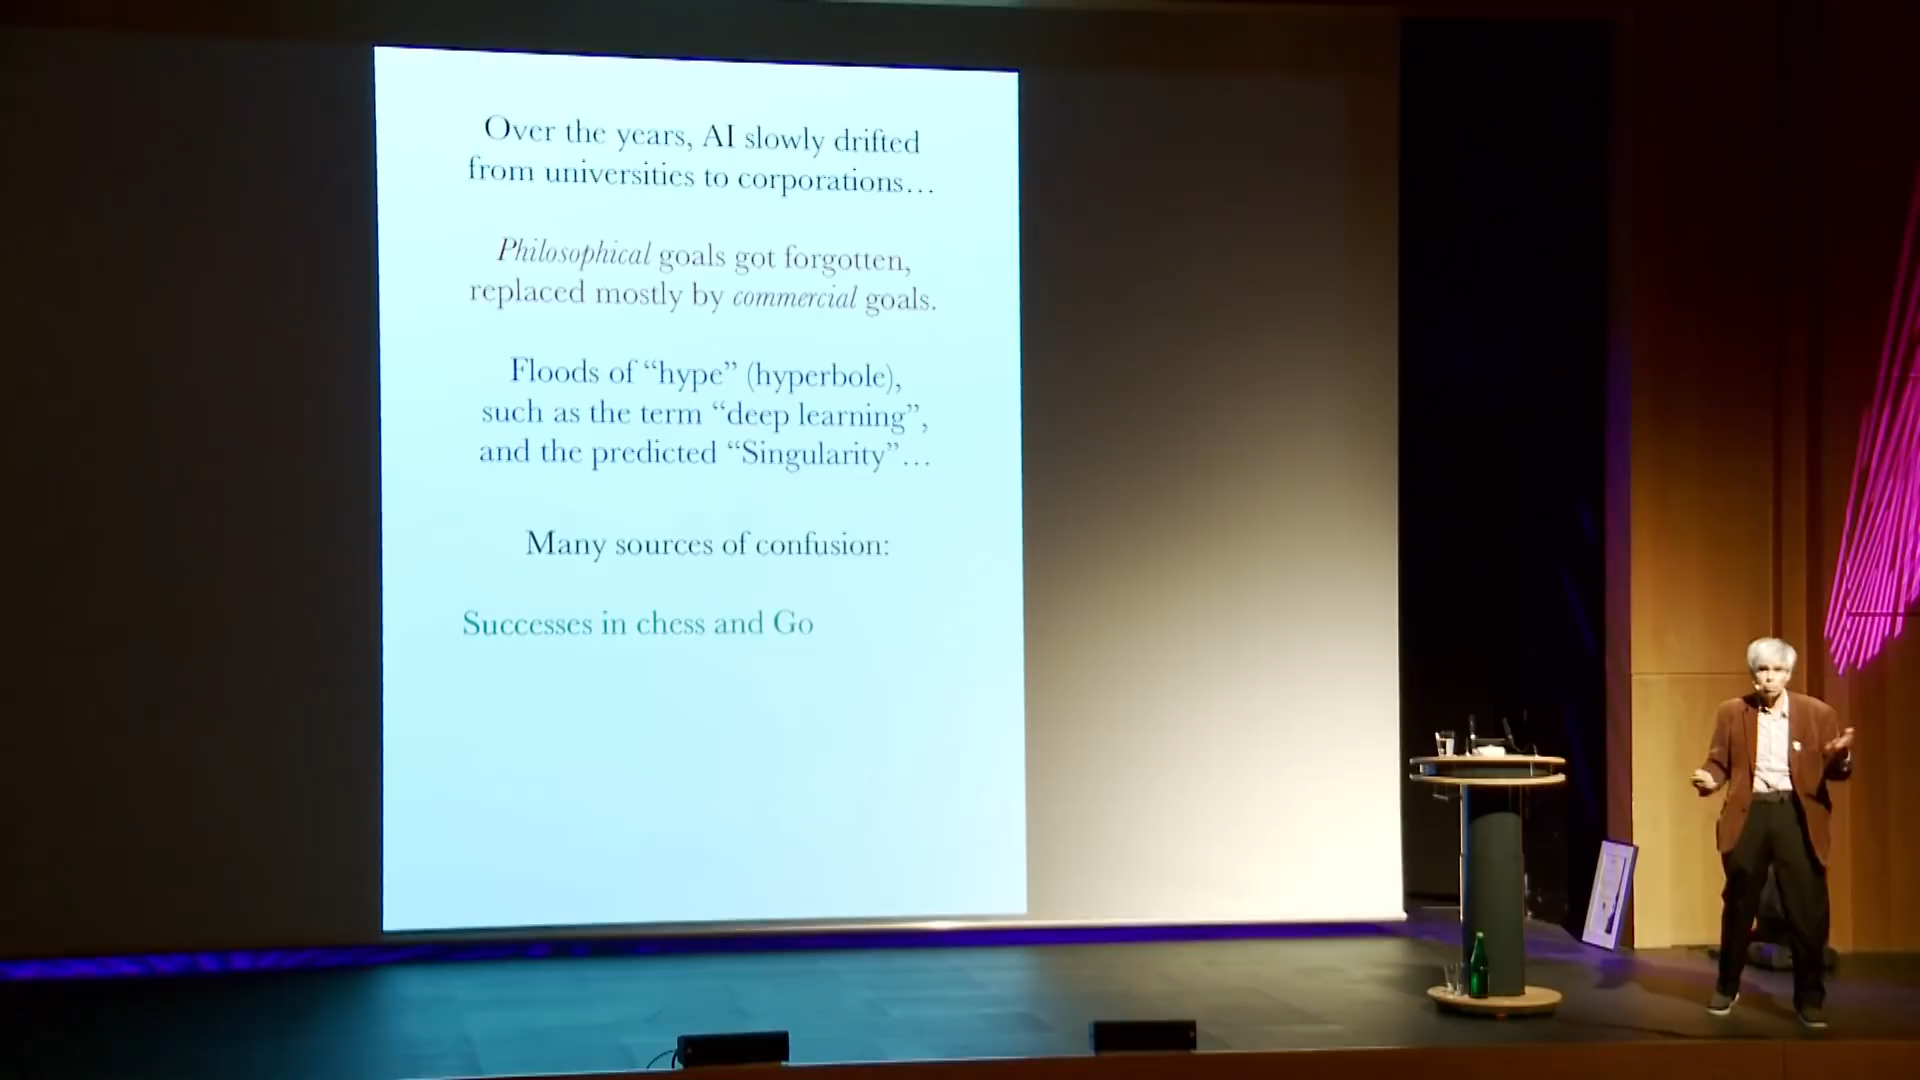 Over the years, AI slowly drifted
from universities to corporations…
Philosophical goals got forgotten,
replaced mostly by commercial goals.
Floods of “hype” (hyperbole),
such as the term “deep learning”,
and the predicted “Singularity”…
Many sources of confusion:
Successes in chess and Go